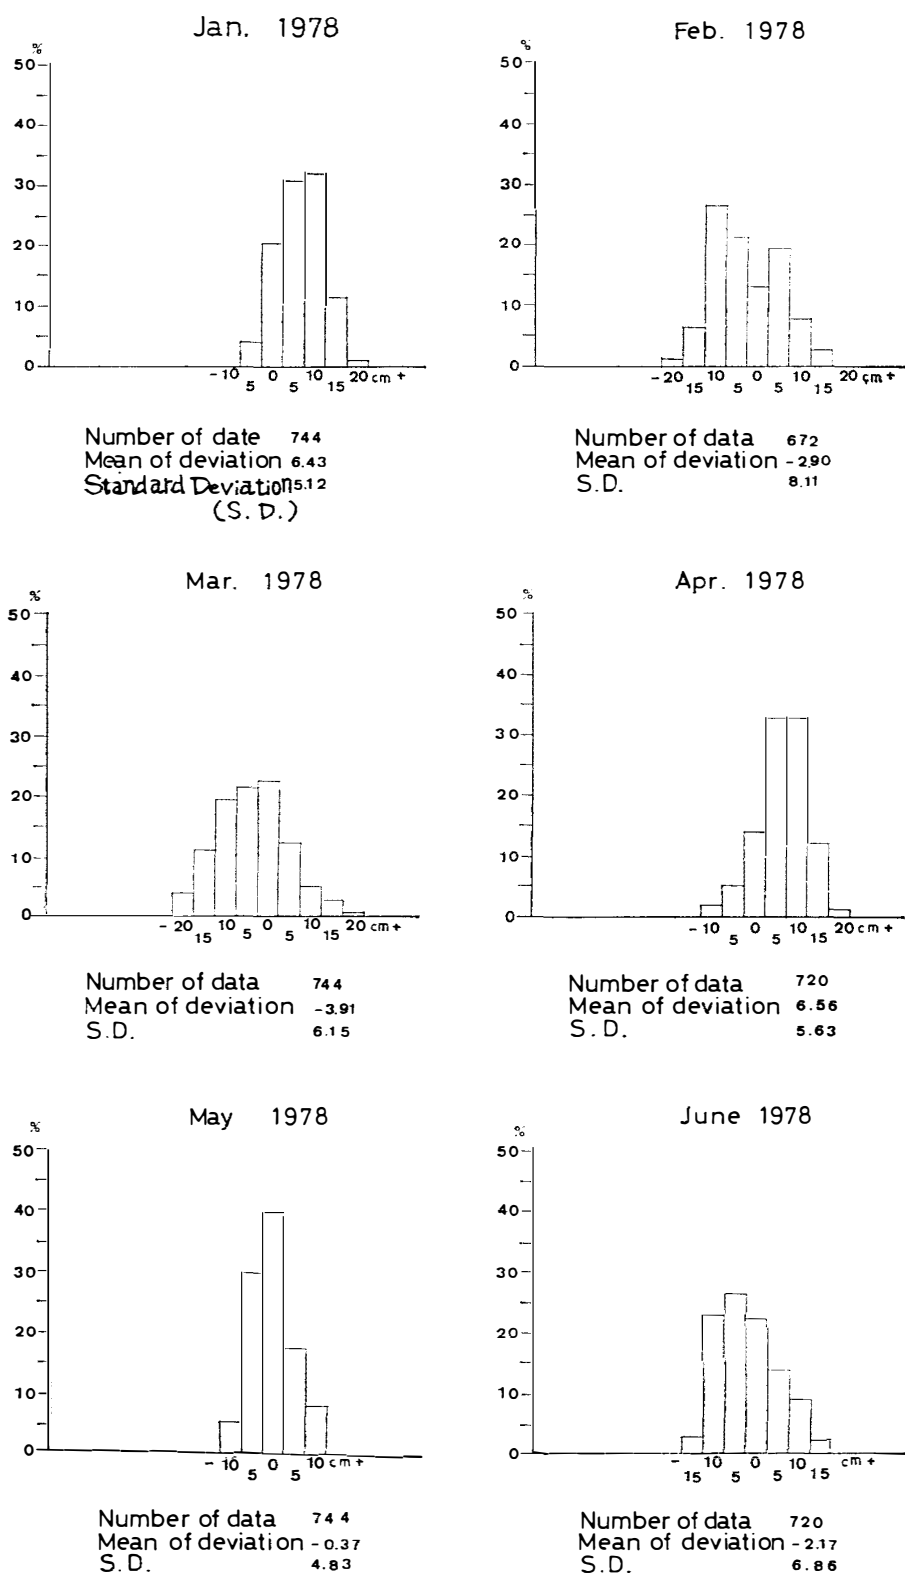 Jan. 1978
%
50
40
30
20
10
0
-10 0 10 20 cm +
5 5 15
Number of date 744
Mean of deviation 6.43
Standard Deviation 5.12
(S.D.)
Feb. 1978
%
50
40
30
20
10
0
-20 10 0 10 20 cm +
15 5 5 15
Number of data 672
Mean of deviation -2.90
S.D. 8.11
Mar. 1978
%
50
40
30
20
10
0
-20 10 0 10 cm +
15 5 5 15
Number of data 744
Mean of deviation -3.91
S.D. 6.15
Apr. 1978
%
50
40
30
20
10
0
-10 0 10 20 cm +
5 5 15
Number of data 720
Mean of deviation 6.56
S.D. 5.63
May 1978
%
50
40
30
20
10
0
-10 0 10 cm +
5 5
Number of data 744
Mean of deviation -0.37
S.D. 4.83
June 1978
%
50
40
30
20
10
0
- 10 0 10 cm +
15 5 5 15
Number of data 720
Mean of deviation -2.17
S.D. 6.86